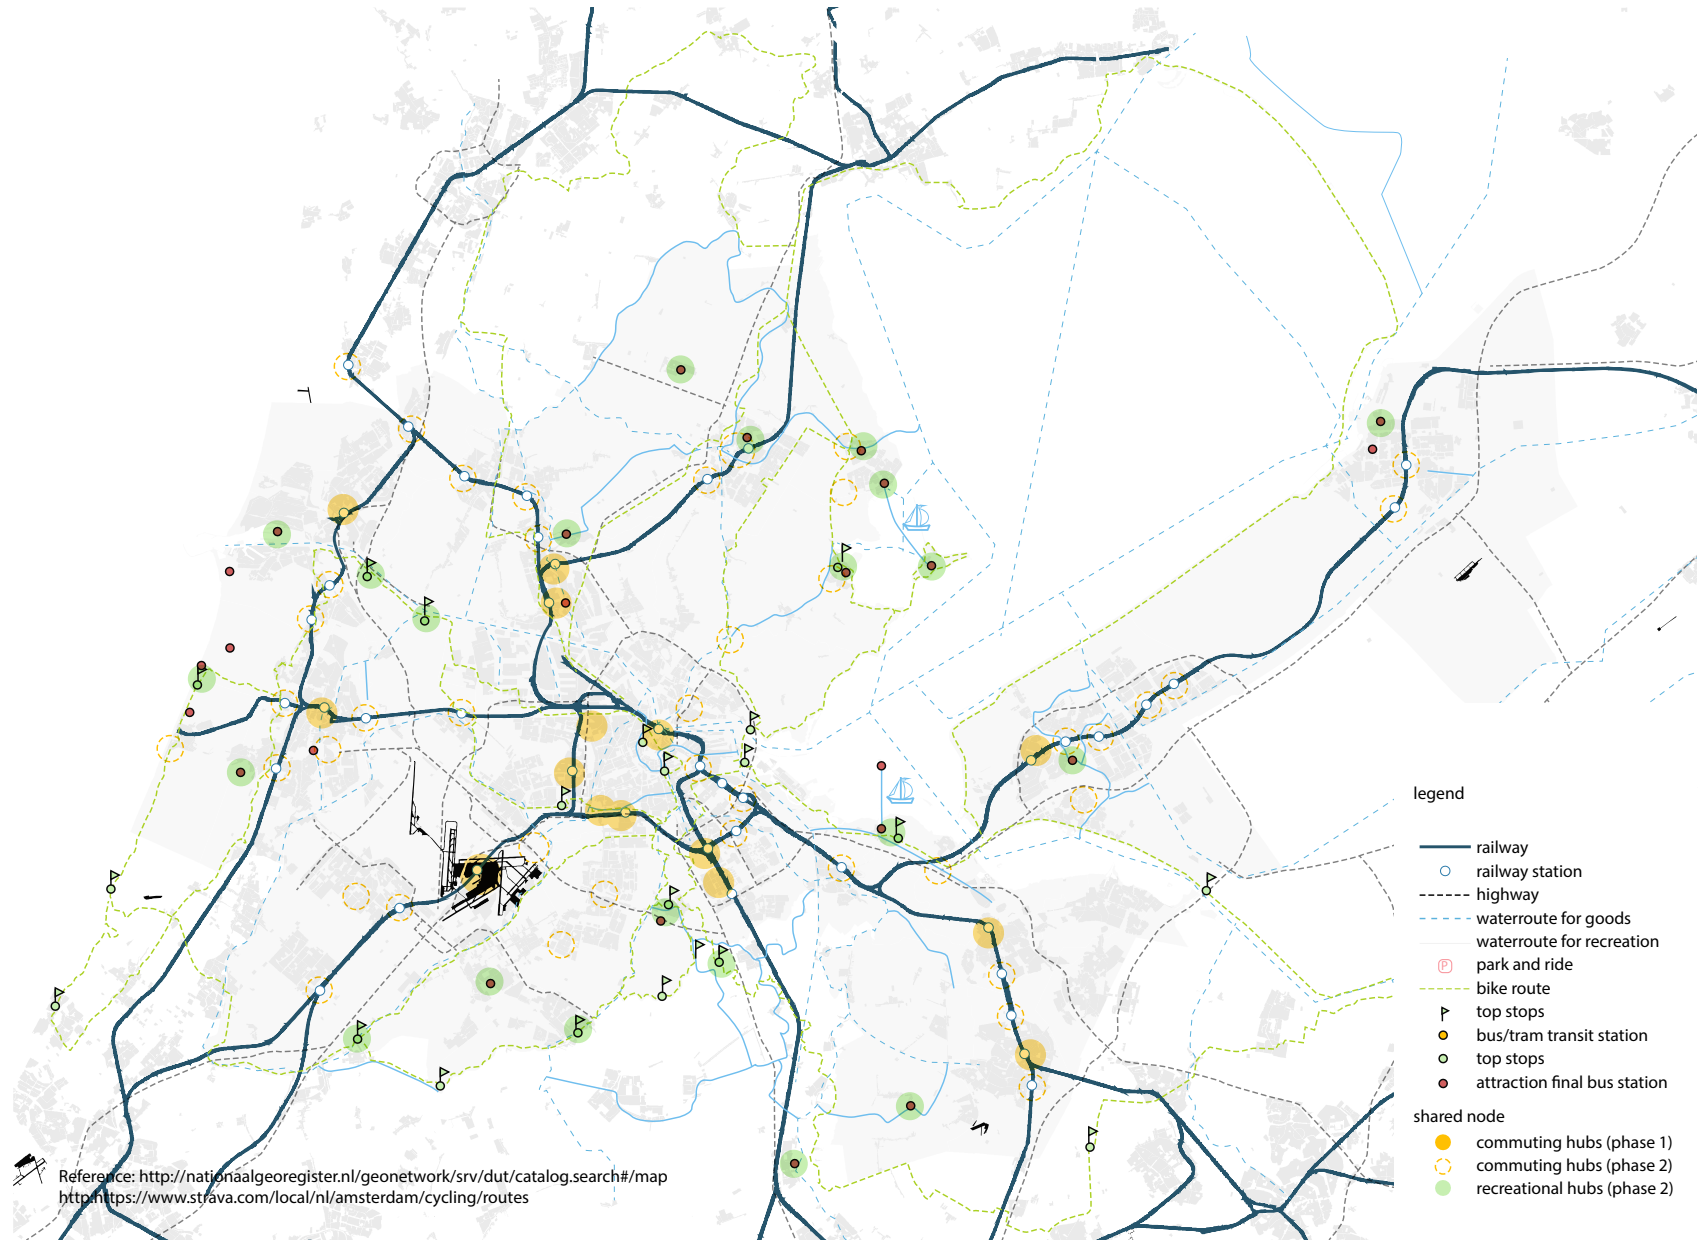 legend
railway
railway station
highway
waterroute for goods
waterroute for recreation
P park and ride
bike route
top stops
bus/tram transit station
top stops
attraction final bus station
shared node
commuting hubs (phase 1)
commuting hubs (phase 2)
recreational hubs (phase 2)
Reference: http://nationaalgeoregister.nl/geonetwork/srv/dut/catalog.search#/map
http:https://www.strava.com/local/nl/amsterdam/cycling/routes